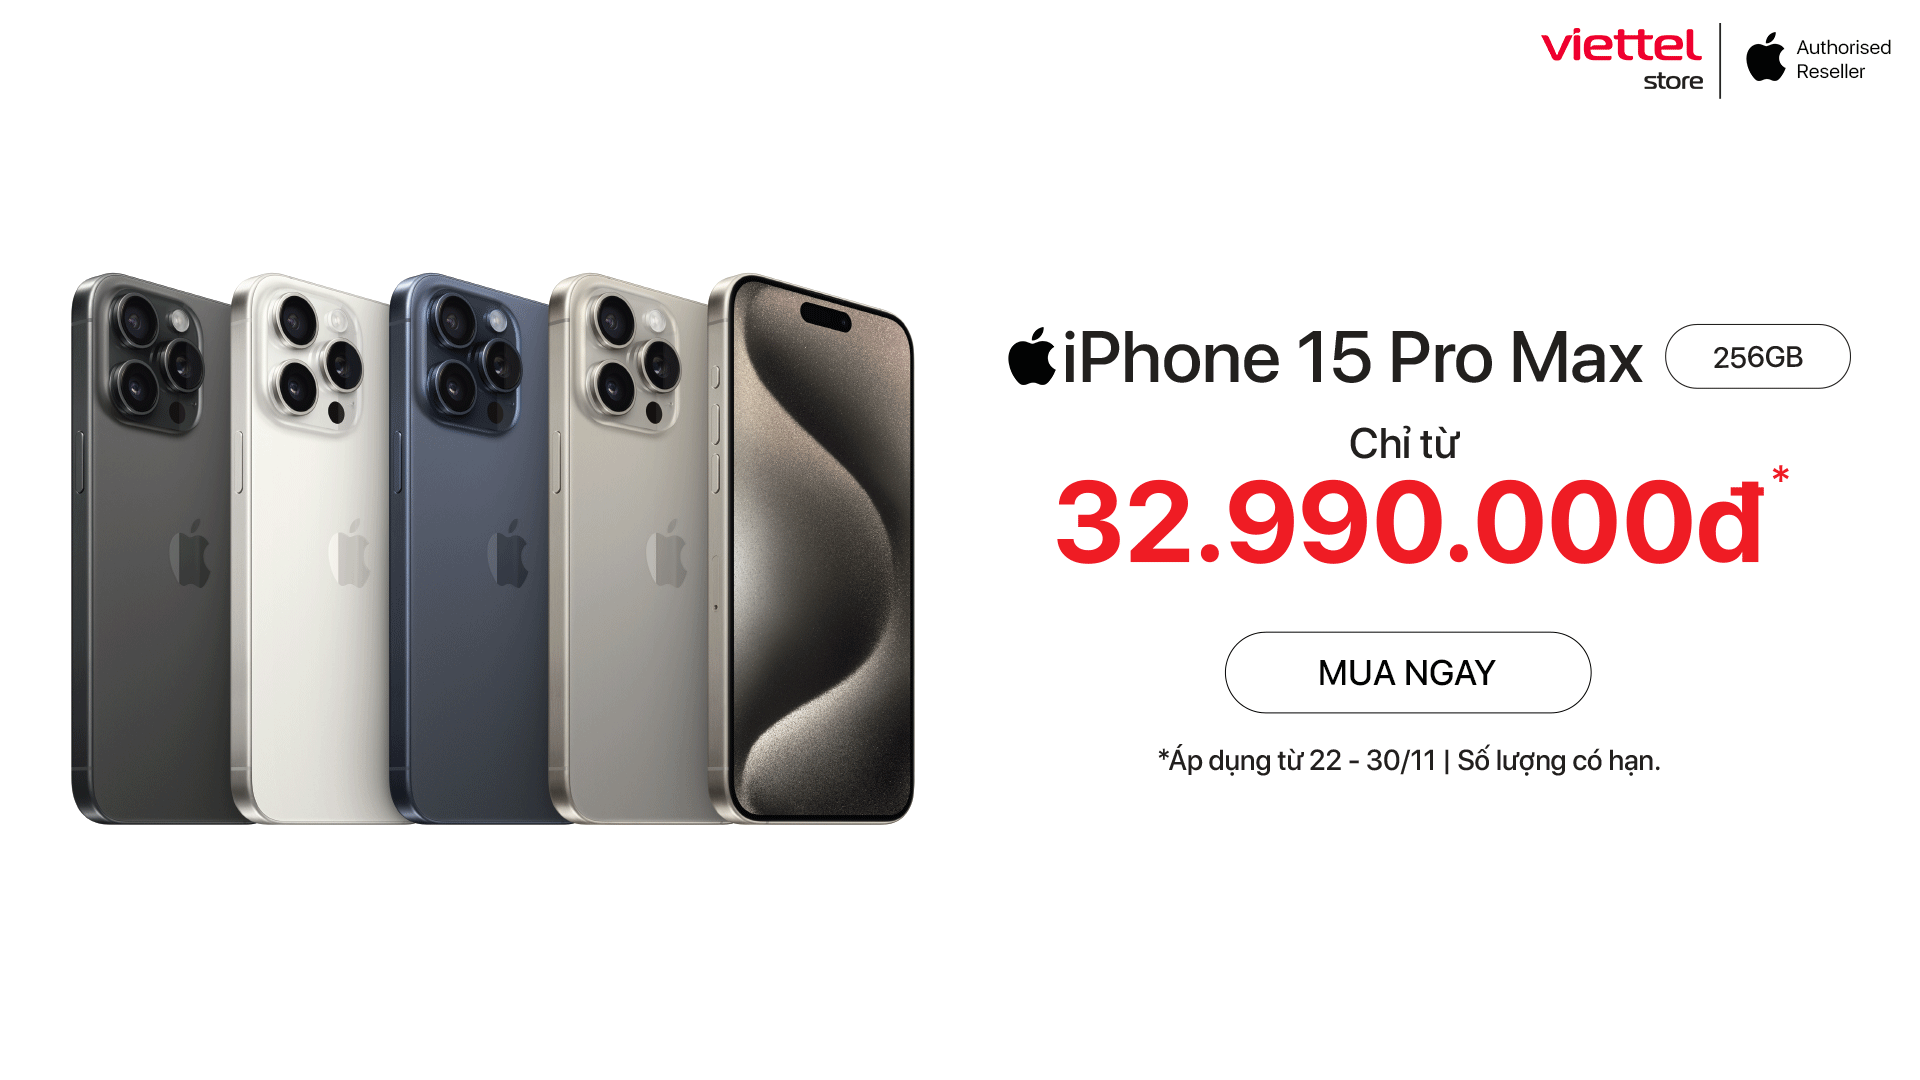 viettel
store
Authorised
Reseller
iPhone 15 Pro Max 256GB
Chỉ từ
32.990.000đ*
MUA NGAY
*Áp dụng từ 22 - 30/11 | Số lượng có hạn.